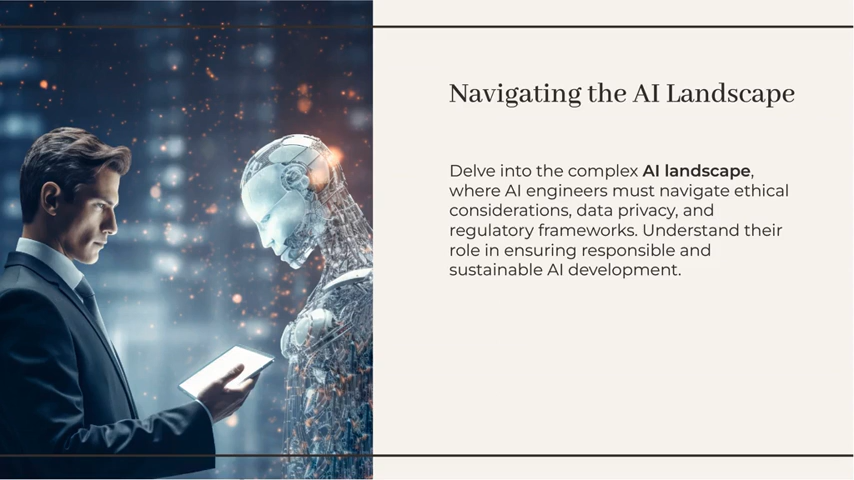 Navigating the AI Landscape
Delve into the complex AI landscape,
where AI engineers must navigate ethical
considerations, data privacy, and
regulatory frameworks. Understand their
role in ensuring responsible and
sustainable AI development.